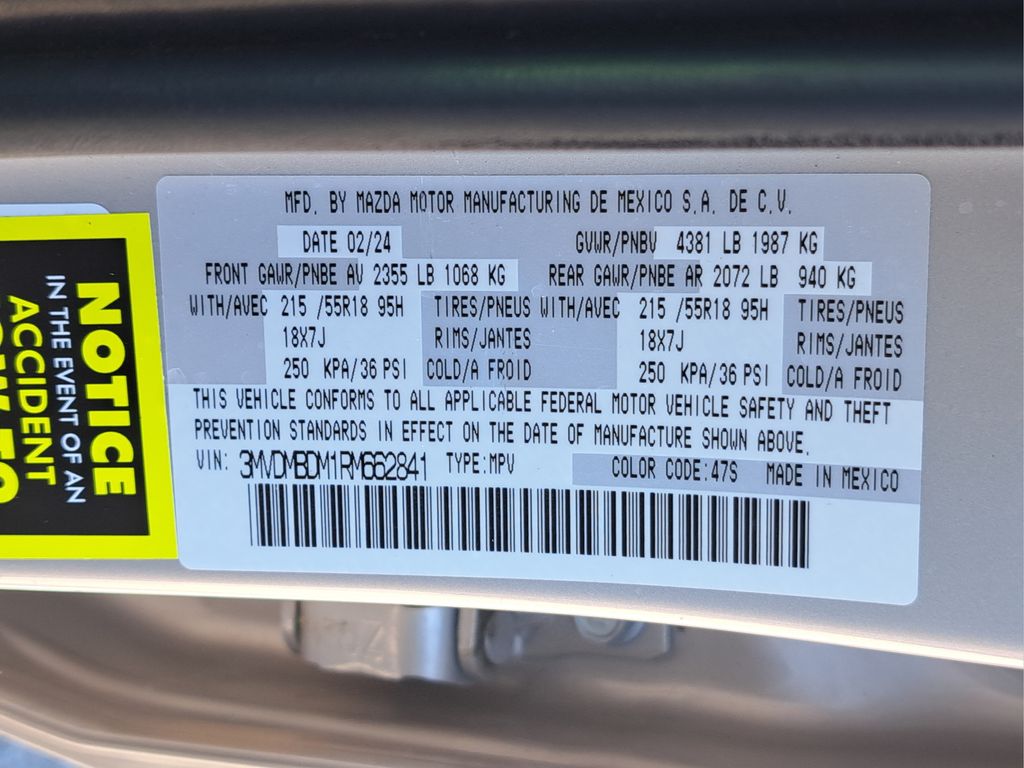 MFD. BY MAZDA MOTOR MANUFACTURING DE MEXICO S.A. DE C.V.
DATE 02/24 GVWR/PNBV 4381 LB 1987 KG
FRONT GAWR/PNBE AV 2355 LB 1068 KG REAR GAWR/PNBE AR 2072 LB 940 KG
WITH/AVEC 215 /55R18 95H TIRES/PNEUS WITH/AVEC 215 /55R18 95H TIRES/PNEUS
18X7J RIMS/JANTES 18X7J RIMS/JANTES
250 KPA/36 PSI COLD/A FROID 250 KPA/36 PSI COLD/A FROID
THIS VEHICLE CONFORMS TO ALL APPLICABLE FEDERAL MOTOR VEHICLE SAFETY AND THEFT
PREVENTION STANDARDS IN EFFECT ON THE DATE OF MANUFACTURE SHOWN ABOVE.
VIN: 3MVDMBDM1RM662841 TYPE:MPV COLOR CODE:47S MADE IN MEXICO
NOTICE
IN THE EVENT OF AN
ACCIDENT